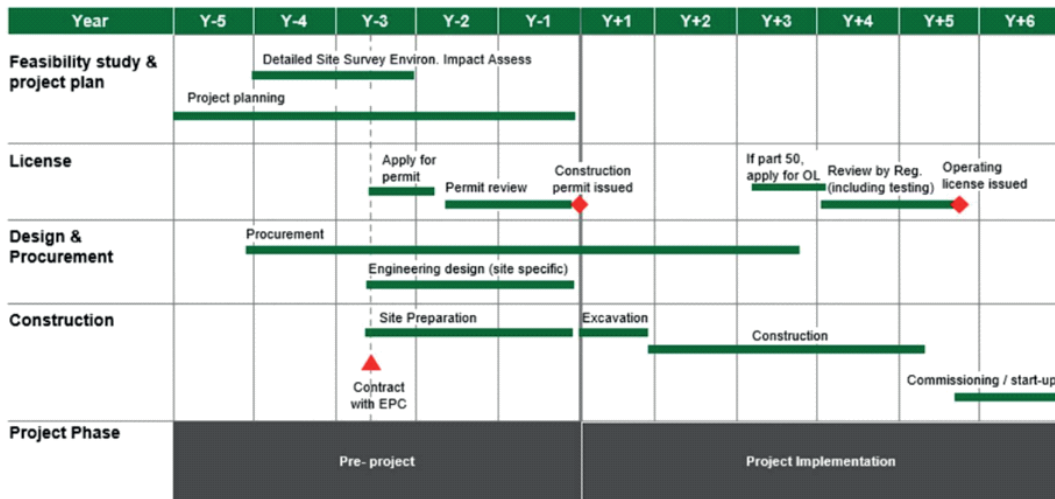 Year Y-5 Y-4 Y-3 Y-2 Y-1 Y+1 Y+2 Y+3 Y+4 Y+5 Y+6
Feasibility study &
project plan
Detailed Site Survey Environ. Impact Assess
Project planning
License
Apply for
permit
Permit review
Construction
permit issued
If part 50,
apply for OL
Review by Reg.
(including testing)
Operating
license issued
Design &
Procurement
Procurement
Engineering design (site specific)
Construction
Site Preparation
Excavation
Construction
Contract
with EPC
Commissioning / start-up
Project Phase
Pre- project
Project Implementation